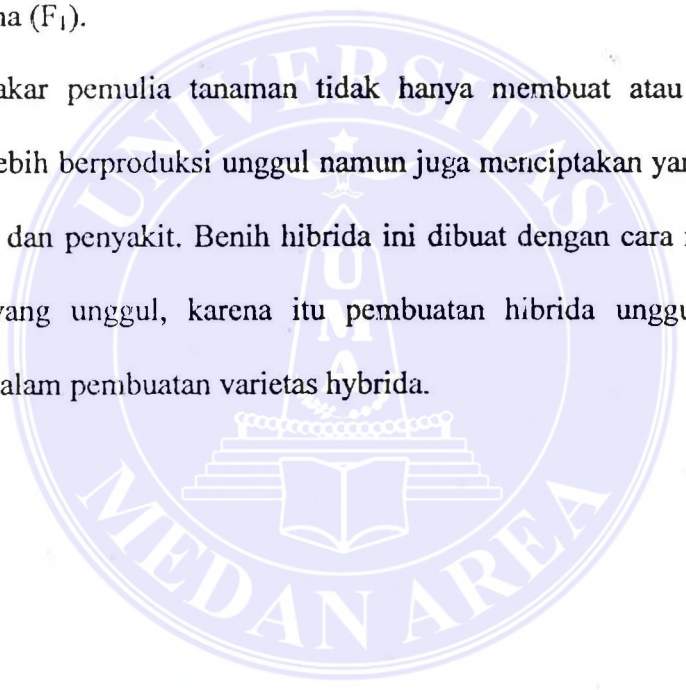 na (F₁).
akar pemulia tanaman tidak hanya membuat atau
ebih berproduksi unggul namun juga menciptakan yan
dan penyakit. Benih hibrida ini dibuat dengan cara
yang unggul, karena itu pembuatan hibrida unggu
alam pembuatan varietas hybrida.
UNIVERSITAS
UMA
MEDAN AREA